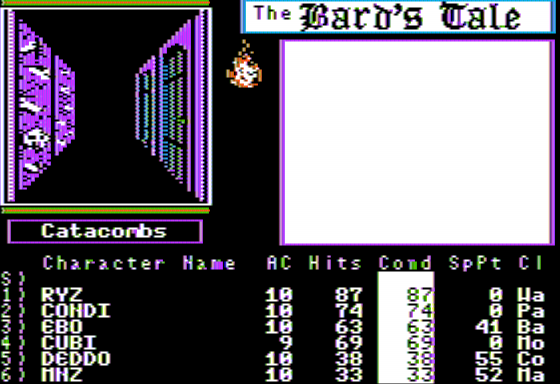 The Bard's Tale
Catacombs
Character Name AC Hits Cond SpPt Cl
S)
1) RYZ 10 87 87 0 Wa
2) CONDI 10 74 74 0 Pa
3) EBO 10 63 63 41 Ba
4) CUBI 9 69 69 0 Mo
5) DEDDO 10 38 38 55 Co
6) MNZ 10 33 33 52 Ma